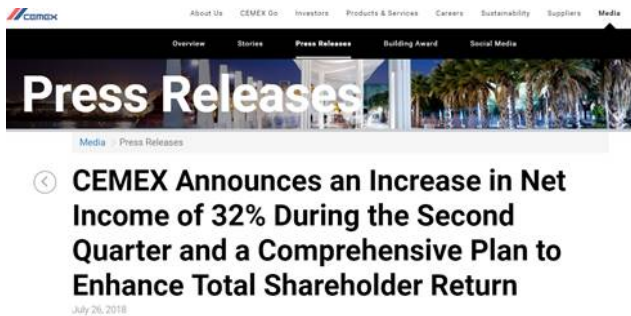 CEMEX
About Us CEMEX Go Investors Products & Services Careers Sustainability Suppliers Media
Overview Stories Press Releases Building Award Social Media
Press Releases
Media Press Releases
CEMEX Announces an Increase in Net
Income of 32% During the Second
Quarter and a Comprehensive Plan to
Enhance Total Shareholder Return
July 26, 2018